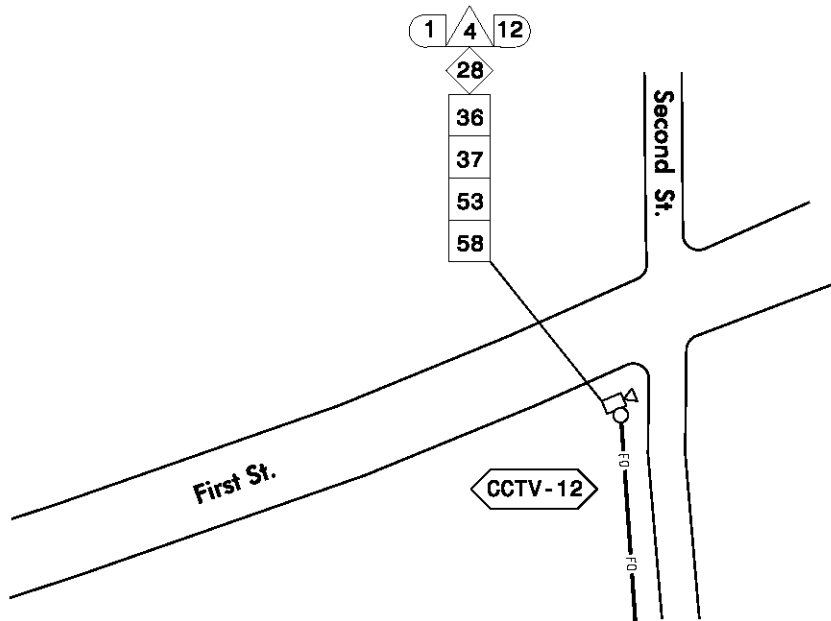 1 4 12
28
36
37
53
58
Second St.
First St.
CCTV-12
FO
FO